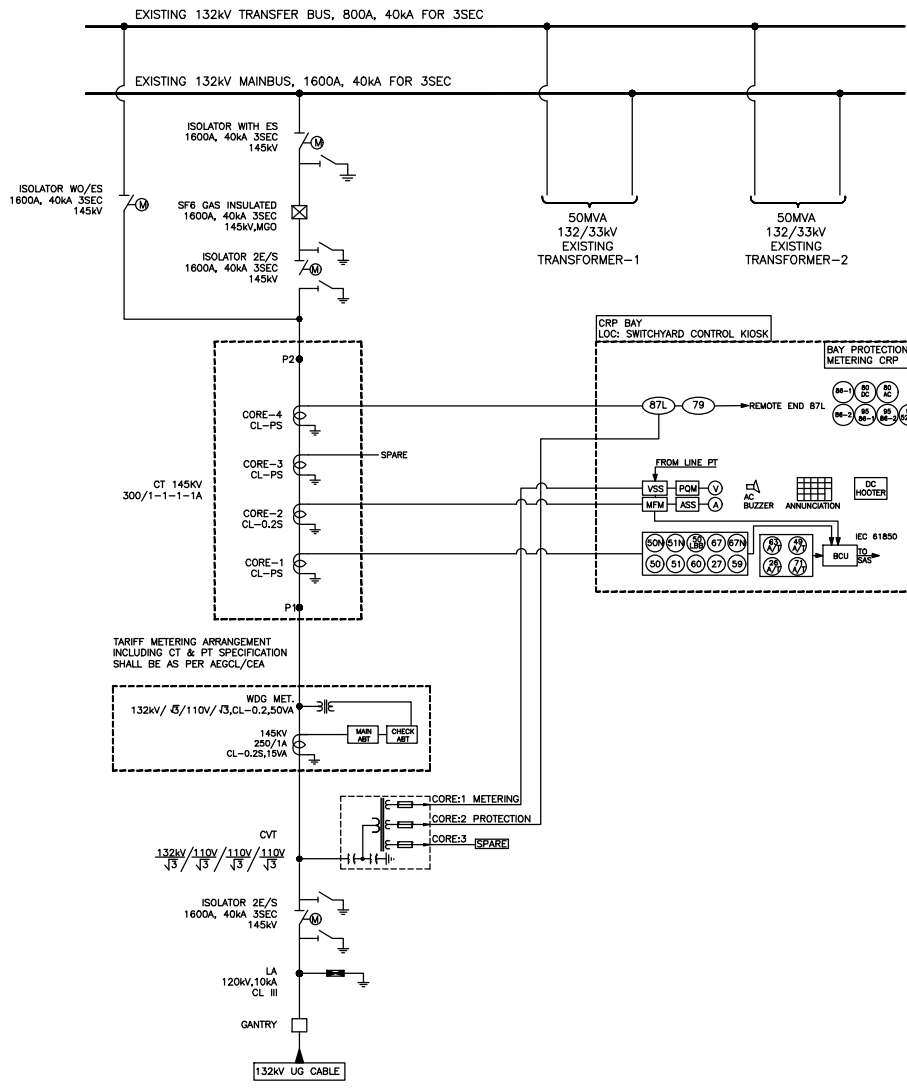 EXISTING 132kV TRANSFER BUS, 800A, 40kA FOR 3SEC
EXISTING 132kV MAINBUS, 1600A, 40kA FOR 3SEC
ISOLATOR WITH ES
1600A, 40kA 3SEC
145kV
M
ISOLATOR WO/ES
1600A, 40kA 3SEC
145kV
M
SF6 GAS INSULATED
1600A, 40kA 3SEC
145kV,MGO
ISOLATOR 2E/S
1600A, 40kA 3SEC
145kV
M
50MVA
132/33kV
EXISTING
TRANSFORMER-1
50MVA
132/33kV
EXISTING
TRANSFORMER-2
CRP BAY
LOC: SWITCHYARD CONTROL KIOSK
BAY PROTECTION
METERING CRP
P2
CORE-4
CL-PS
CORE-3
CL-PS
SPARE
CT 145KV
300/1-1-1-1A
CORE-2
CL-0.2S
CORE-1
CL-PS
P1
87L
79
REMOTE END 87L
86-1
80
DC
80
AC
86-2
95
86-1
95
86-2
FROM LINE PT
VSS
PQM
V
MFM
ASS
A
AC
BUZZER
ANNUNCIATION
DC
HOOTER
50N
51N
50
LBB
67
67N
50
51
60
27
59
63
A/T
49
A/T
26
A/T
71
A/T
BCU
IEC 61850
TO
SAS
TARIFF METERING ARRANGEMENT
INCLUDING CT & PT SPECIFICATION
SHALL BE AS PER AEGCL/CEA
WDG MET.
132kV/ √3/110V/ √3,CL-0.2,50VA
145KV
250/1A
CL-0.2S,15VA
MAIN
ABT
CHECK
ABT
CORE:1 METERING
CORE:2 PROTECTION
CORE:3
SPARE
CVT
132kV/110V/110V/110V
√3 √3 √3 √3
ISOLATOR 2E/S
1600A, 40kA 3SEC
145kV
M
LA
120kV,10kA
CL III
GANTRY
132kV UG CABLE